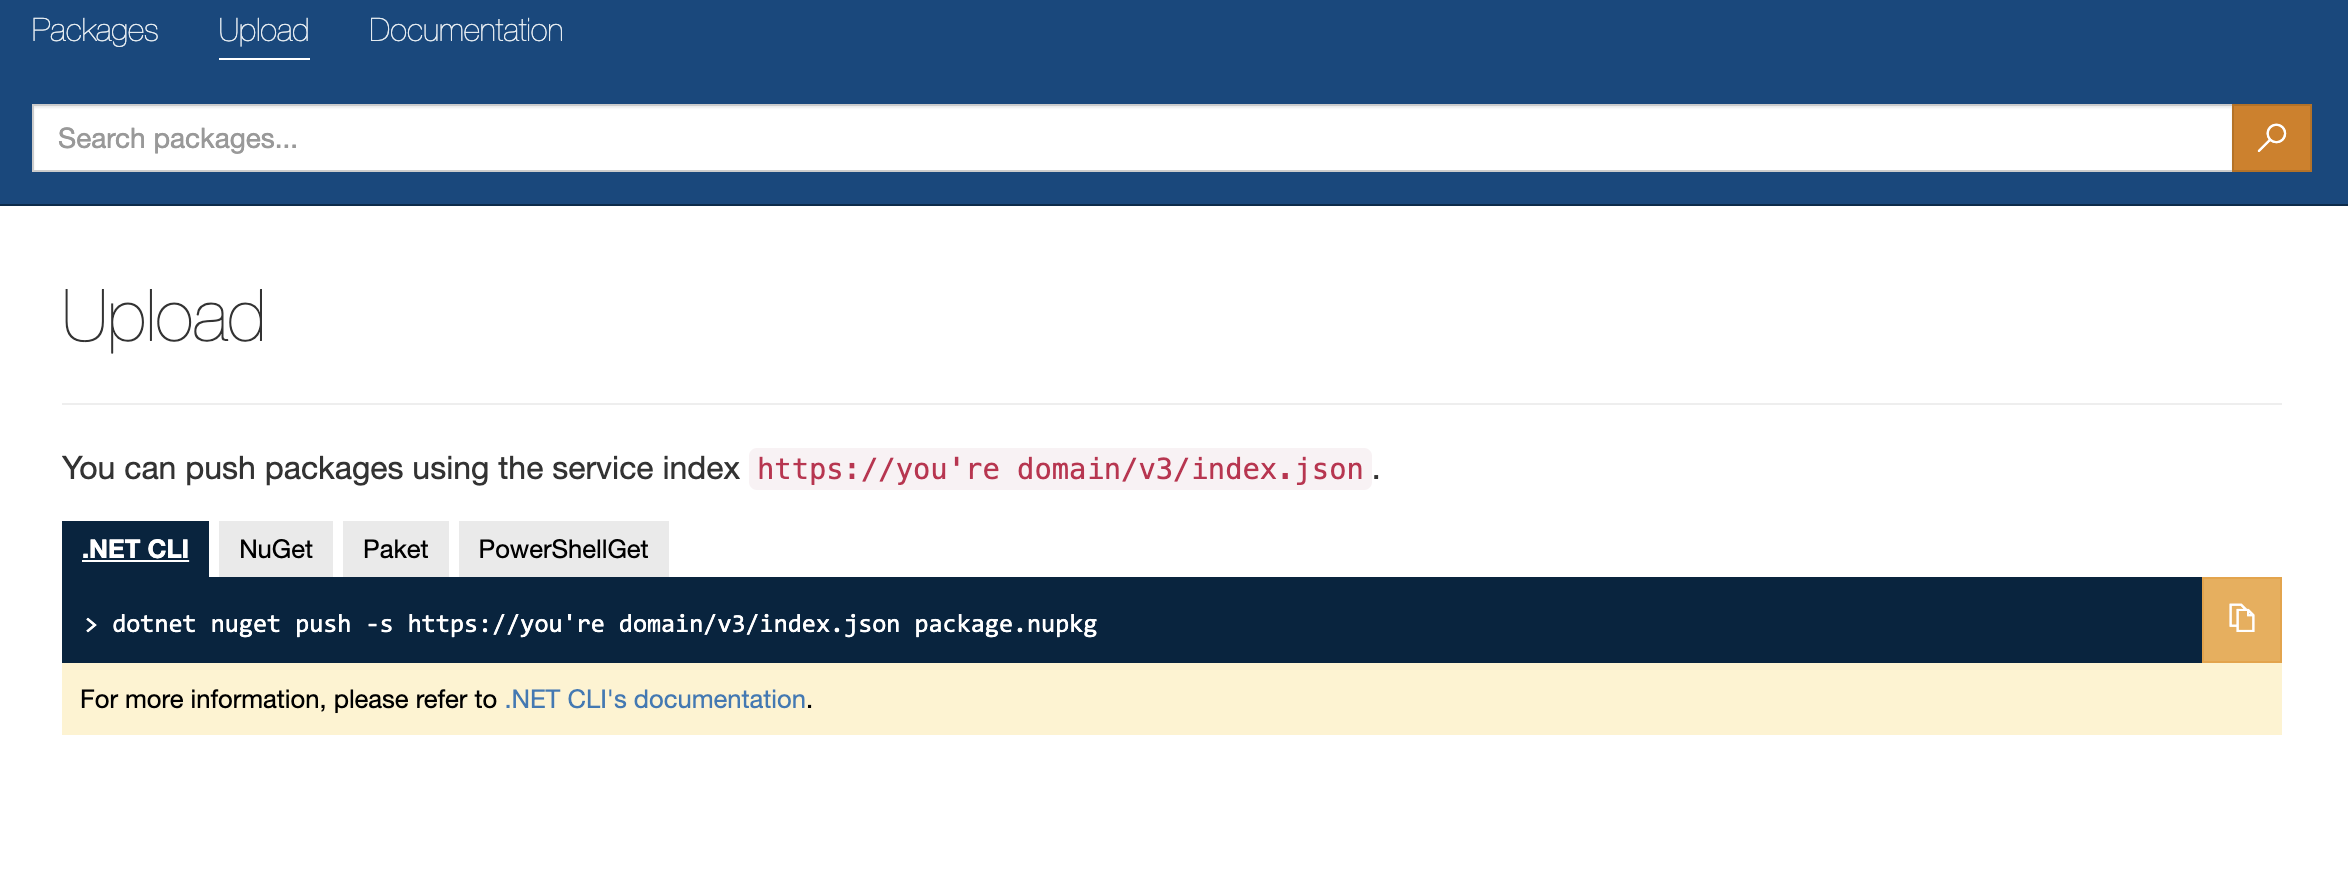 Packages Upload Documentation
Search packages...
Upload
You can push packages using the service index https://you're domain/v3/index.json.
.NET CLI NuGet Paket PowerShellGet
> dotnet nuget push -s https://you're domain/v3/index.json package.nupkg
For more information, please refer to .NET CLI's documentation.